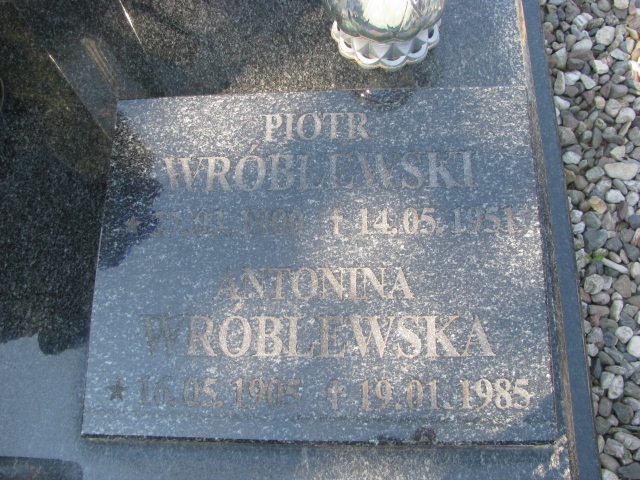 PIOTR
WRÓBLEWSKI
† 14.05.1951
ANTONINA
WRÓBLEWSKA
★ 16.05.1905 † 19.01.1985